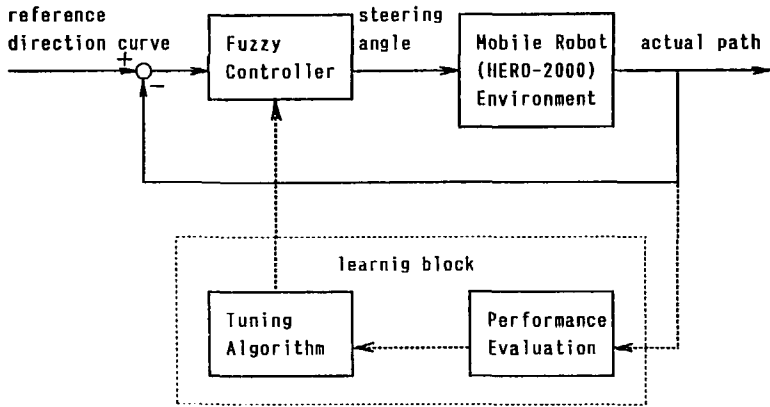 reference
direction curve
+
−
Fuzzy
Controller
steering
angle
Mobile Robot
(HERO-2000)
Environment
actual path
learnig block
Tuning
Algorithm
Performance
Evaluation